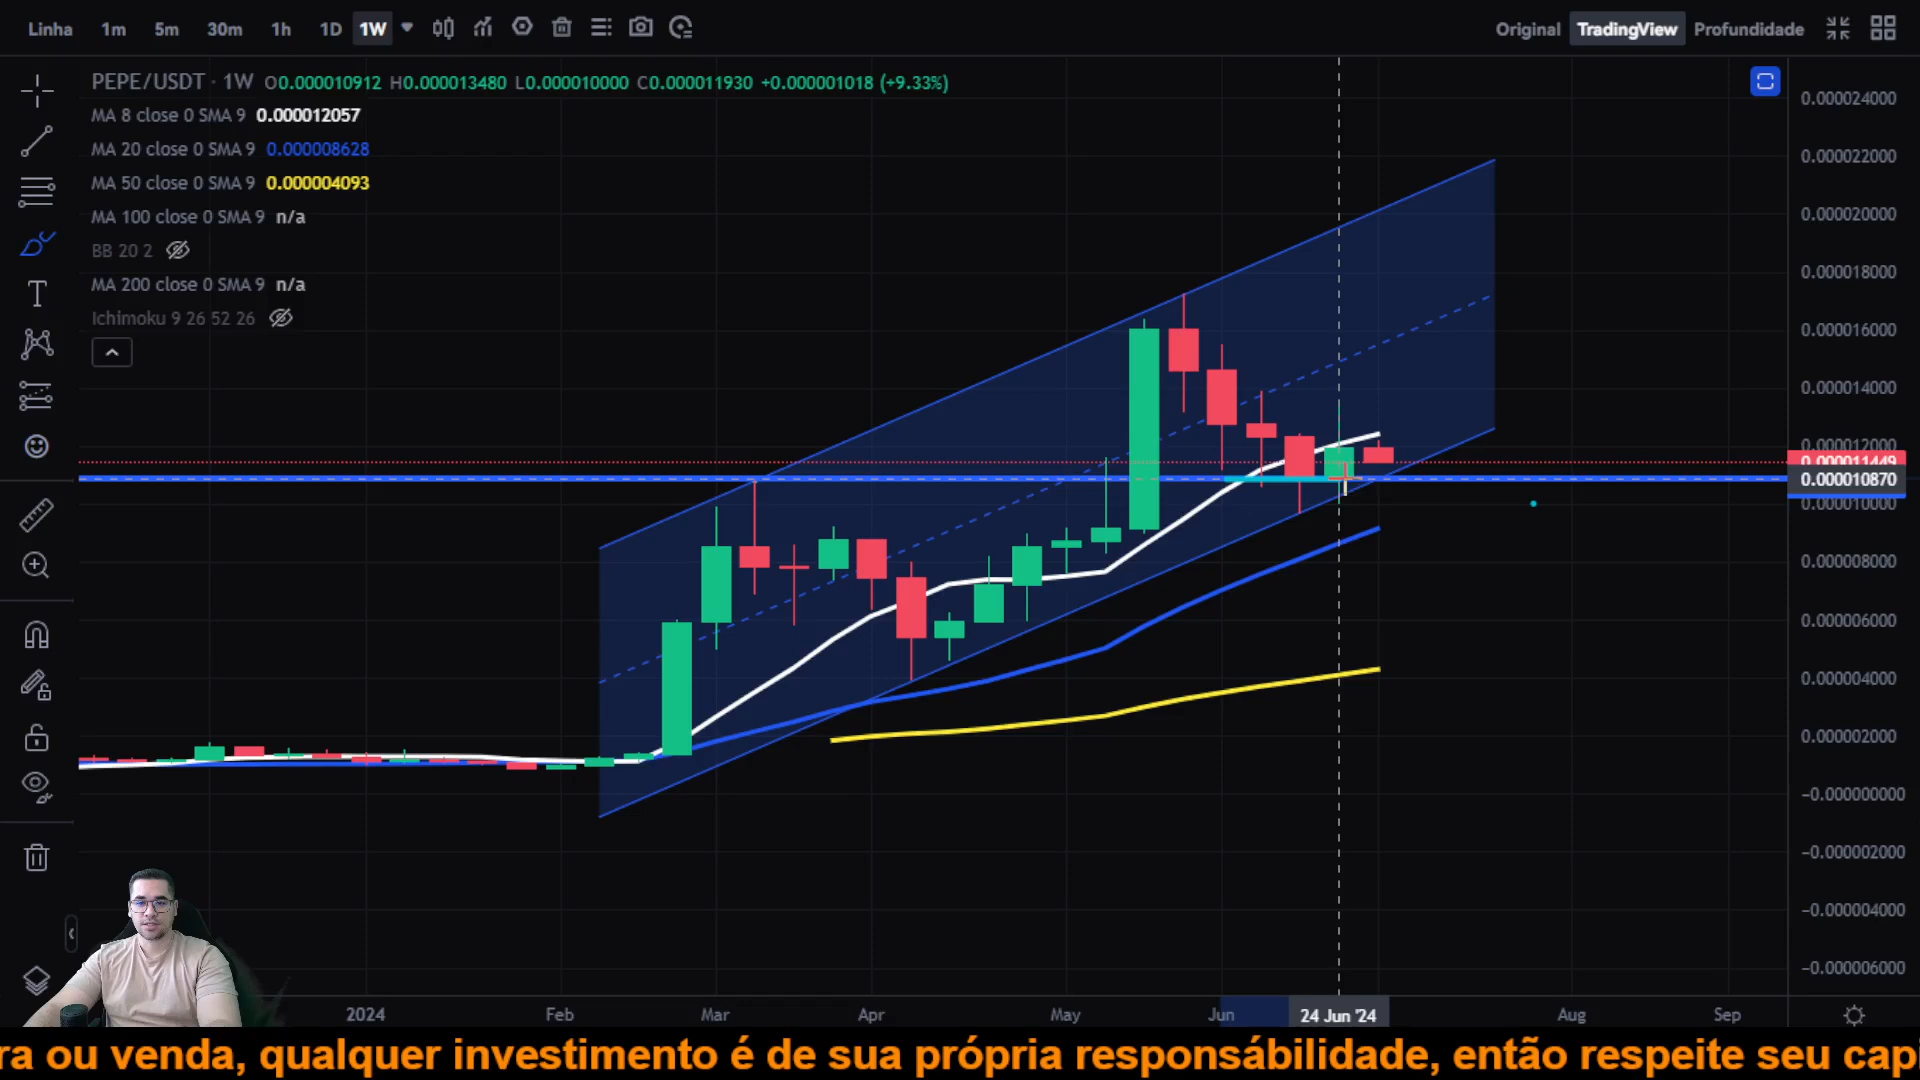 Linha 1m 5m 30m 1h 1D 1W Original TradingView Profundidade
PEPE/USDT · 1W O0.000010912 H0.000013480 L0.000010000 C0.000011930 +0.000001018 (+9.33%)
MA 8 close 0 SMA 9 0.000012057
MA 20 close 0 SMA 9 0.000008628
MA 50 close 0 SMA 9 0.000004093
MA 100 close 0 SMA 9 n/a
BB 20 2
MA 200 close 0 SMA 9 n/a
Ichimoku 9 26 52 26
0.000024000
0.000022000
0.000020000
0.000018000
0.000016000
0.000014000
0.000012000
0.000011449
0.000010870
0.000010000
0.000008000
0.000006000
0.000004000
0.000002000
−0.000000000
−0.000002000
−0.000004000
−0.000006000
2024 Feb Mar Apr May Jun 24 Jun '24 Aug Sep
ra ou venda, qualquer investimento é de sua própria responsábilidade, então respeite seu capi